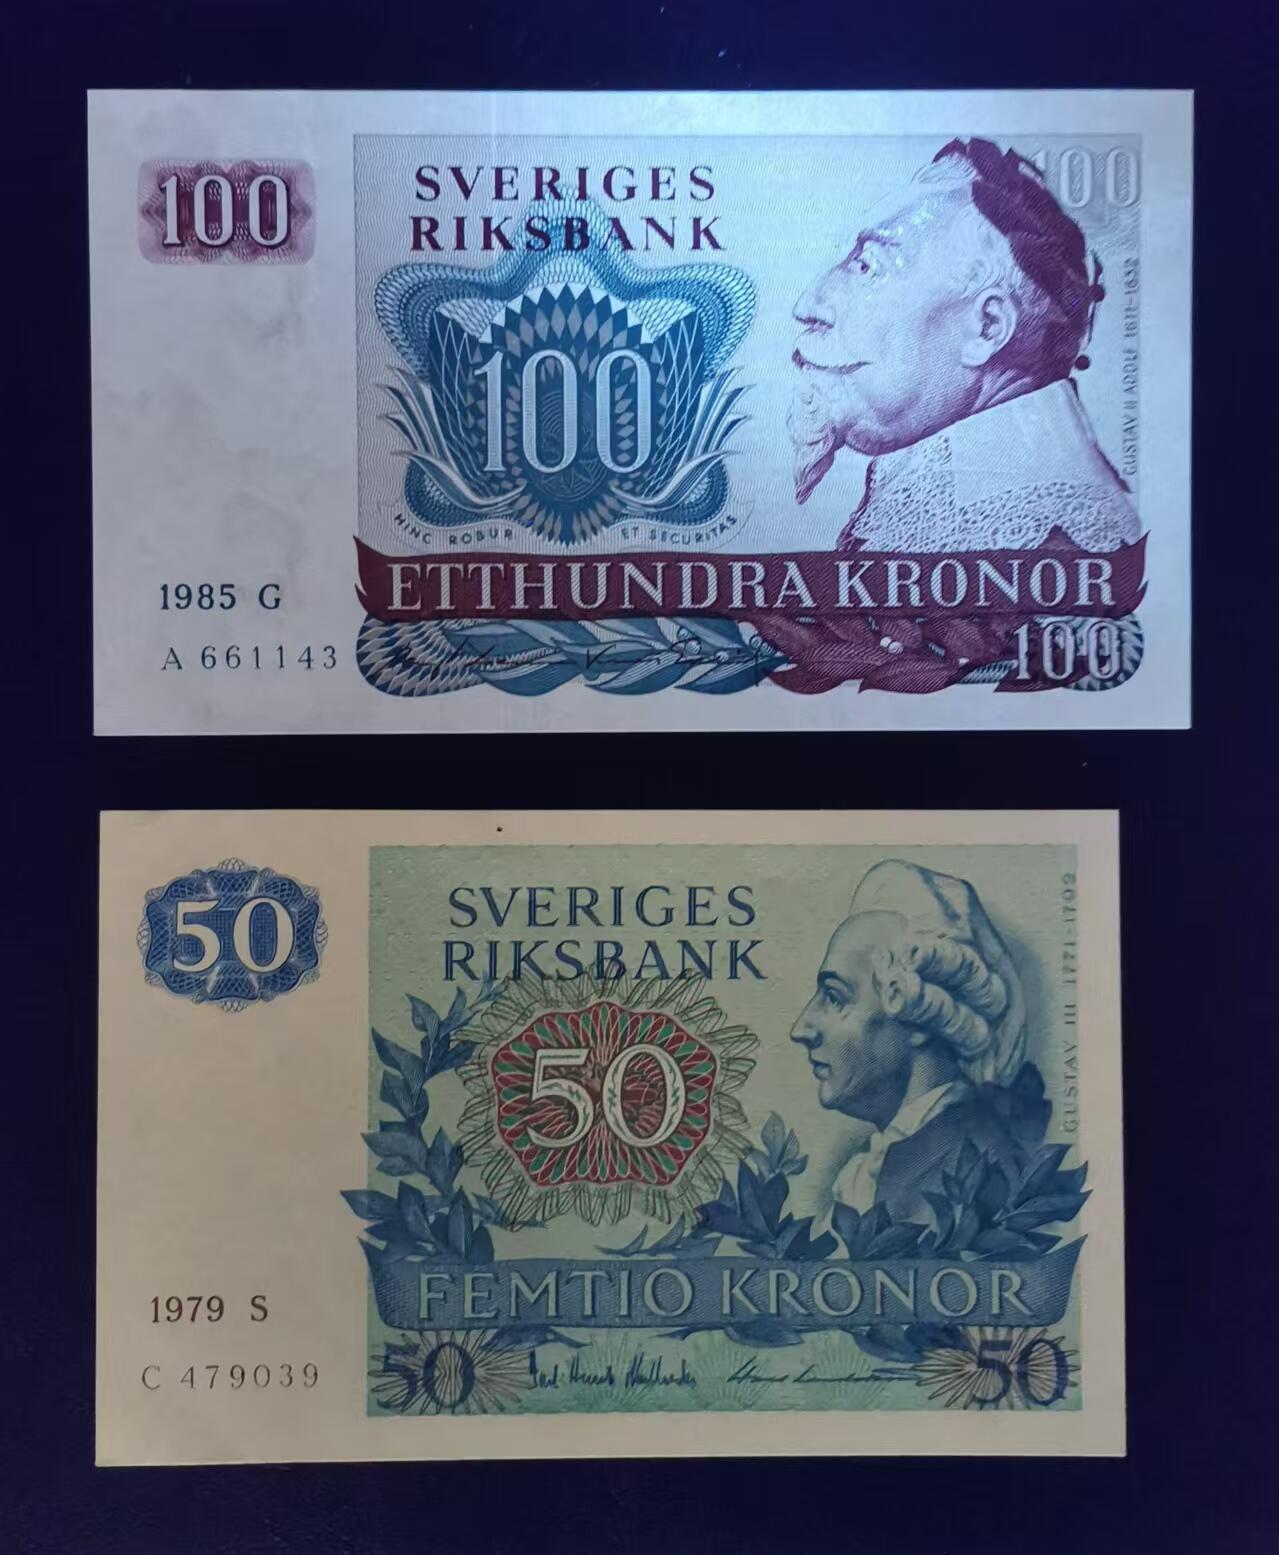 100
SVERIGES
RIKSBANK
100
100
GUSTAV II ADOLF 1611-1632
HINC ROBUR ET SECURITAS
ETTHUNDRA KRONOR
1985 G
A 661143
100
50
SVERIGES
RIKSBANK
50
GUSTAV III 1771-1792
FEMTIO KRONOR
1979 S
C 479039
50
50